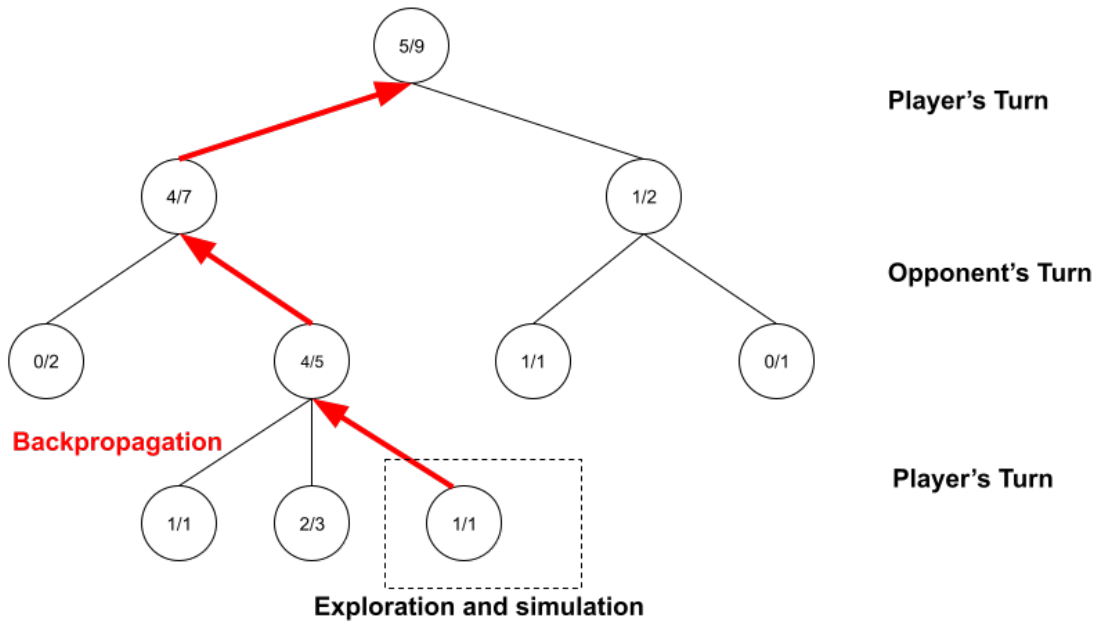 5/9
Player’s Turn
4/7
1/2
Opponent’s Turn
0/2
4/5
1/1
0/1
Backpropagation
Player’s Turn
1/1
2/3
1/1
Exploration and simulation